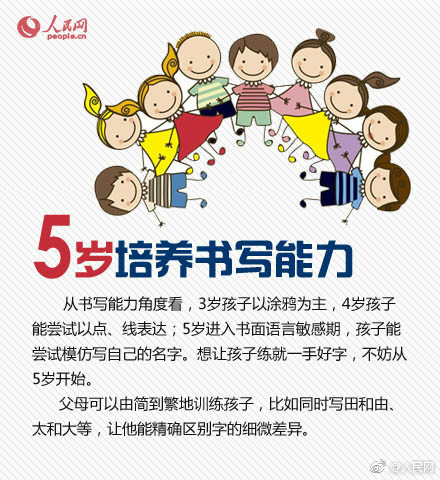 人民网
people.cn
5岁培养书写能力
从书写能力角度看，3岁孩子以涂鸦为主，4岁孩子
能尝试以点、线表达；5岁进入书面语言敏感期，孩子能
尝试模仿写自己的名字。想让孩子练就一手好字，不妨从
5岁开始。
父母可以由简到繁地训练孩子，比如同时写田和由、
太和大等，让他能精确区别字的细微差异。
@人民网